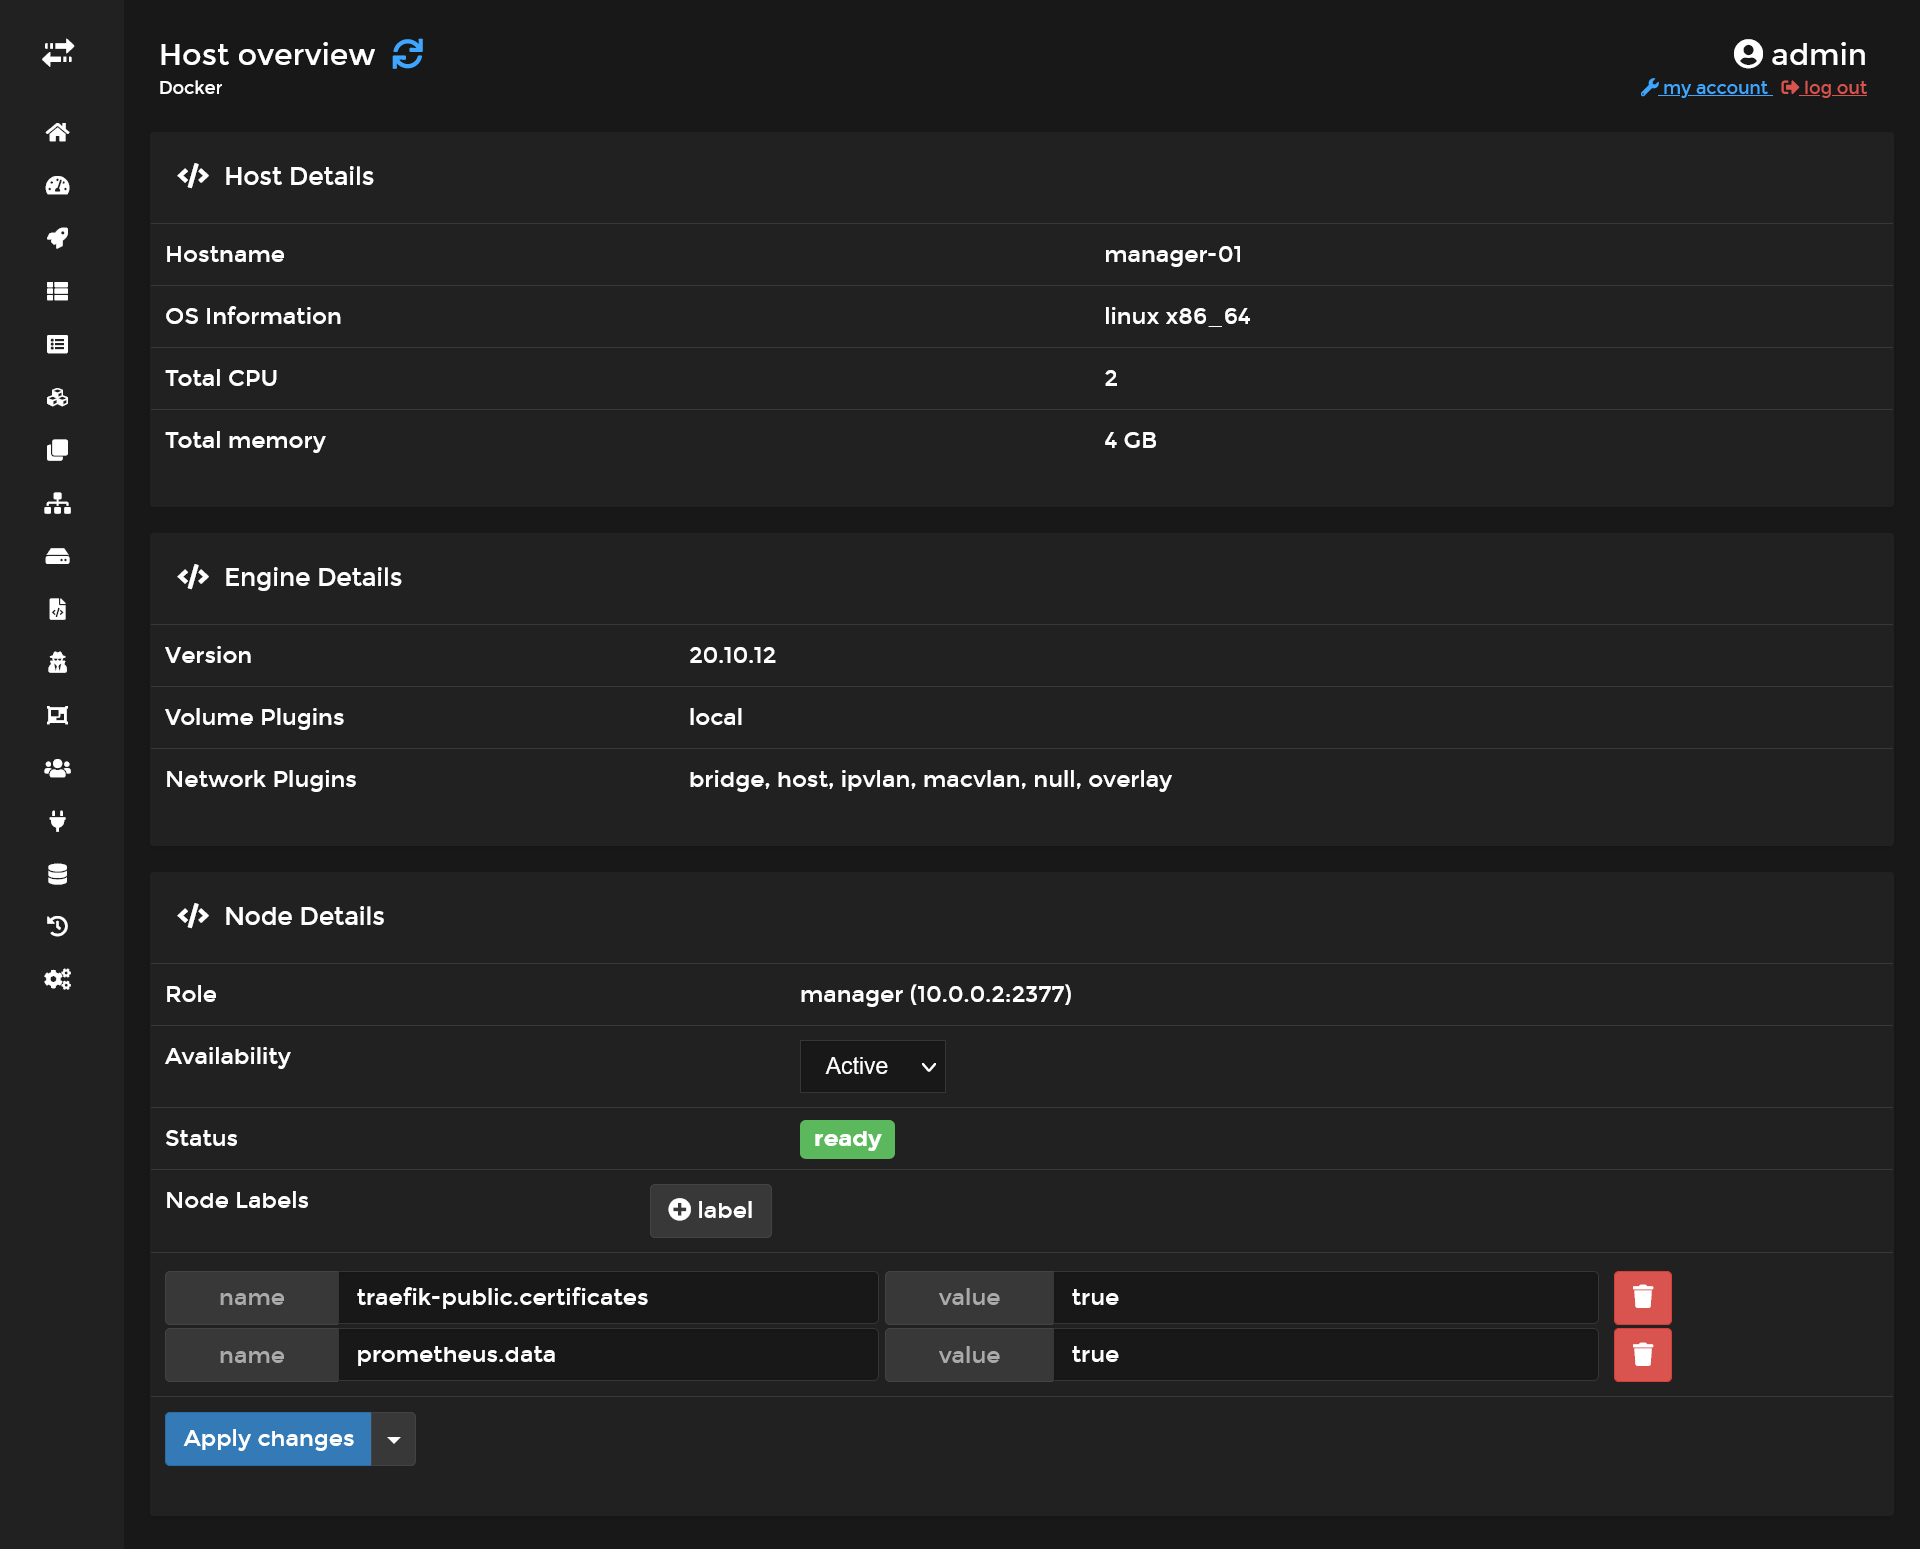 Host overview
Docker
admin
my account log out
Host Details
Hostname manager-01
OS Information linux x86_64
Total CPU 2
Total memory 4 GB
Engine Details
Version 20.10.12
Volume Plugins local
Network Plugins bridge, host, ipvlan, macvlan, null, overlay
Node Details
Role manager (10.0.0.2:2377)
Availability Active
Status ready
Node Labels label
name traefik-public.certificates value true
name prometheus.data value true
Apply changes